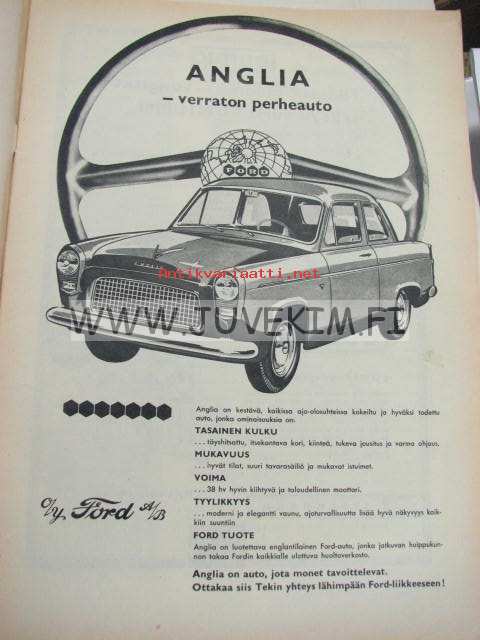 ANGLIA
– verraton perheauto
FORD
Antikvariaatti.net
WWW.TUVEKIM.FI
Anglia on kestävä, kaikissa ajo-olosuhteissa kokeiltu ja hyväksi todettu
auto, jonka ominaisuuksia on:
TASAINEN KULKU
...täyshitsattu, itsekantava kori, kiinteä, tukeva jousitus ja varma ohjaus.
MUKAVUUS
...hyvät tilat, suuri tavarasäiliö ja mukavat istuimet.
VOIMA
...38 hv hyvin kiihtyvä ja taloudellinen moottori.
TYYLIKKYYS
...moderni ja elegantti vaunu, ajoturvallisuutta lisää hyvä näkyvyys kaik-
kiin suuntiin
FORD TUOTE
Anglia on luotettava englantilainen Ford-auto, jonka jatkuvan huippukun-
non takaa Fordin kaikkialle ulottuva huoltoverkosto.
O/y Ford A/B
Anglia on auto, jota monet tavoittelevat.
Ottakaa siis Tekin yhteys lähimpään Ford-liikkeeseen!